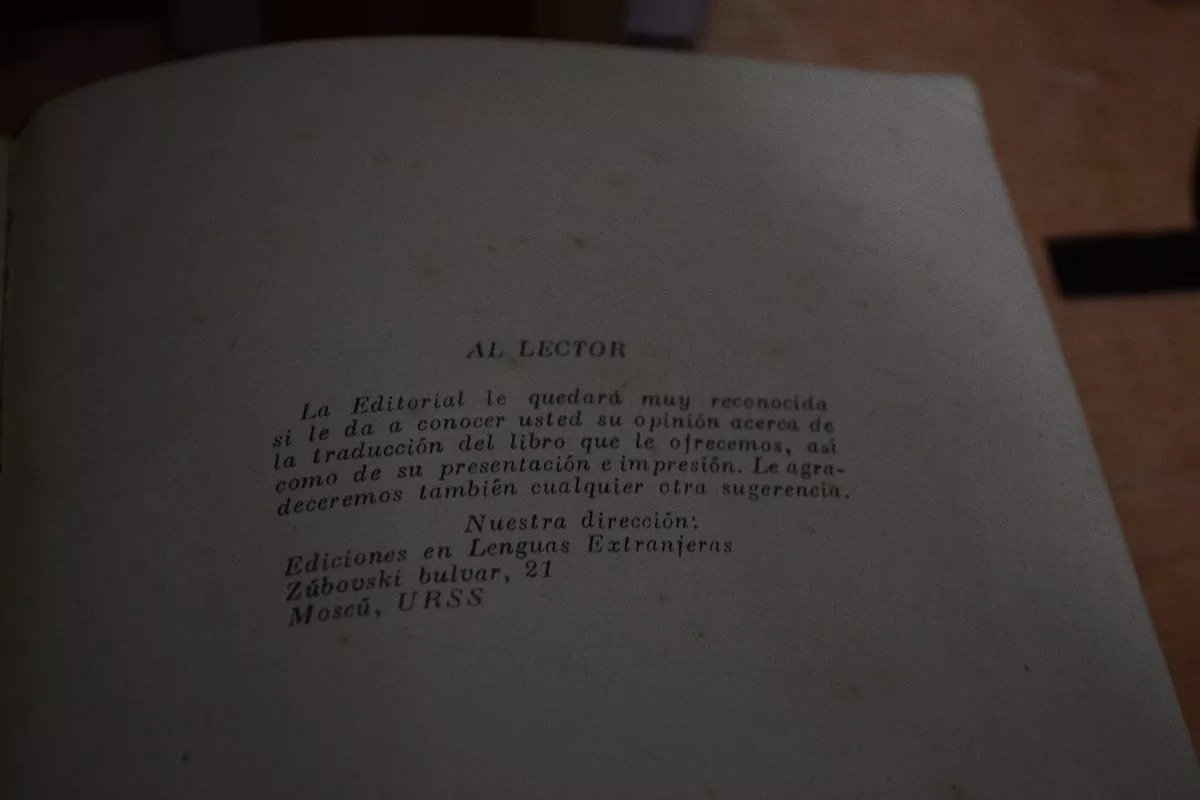 AL LECTOR
La Editorial le quedará muy reconocida
si le da a conocer usted su opinión acerca de
la traducción del libro que le ofrecemos, así
como de su presentación e impresión. Le agra-
deceremos también cualquier otra sugerencia.
Nuestra dirección:
Ediciones en Lenguas Extranjeras
Zúbovski bulvar, 21
Moscú, URSS